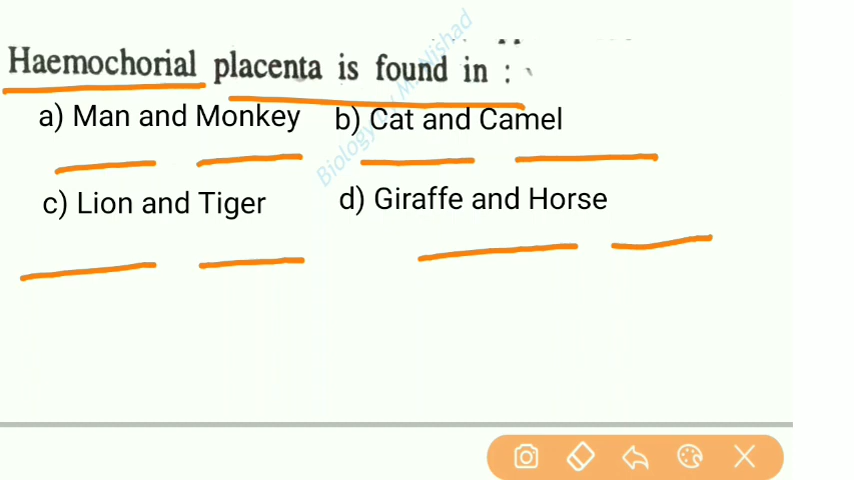 Haemochorial placenta is found in :
a) Man and Monkey b) Cat and Camel
c) Lion and Tiger d) Giraffe and Horse